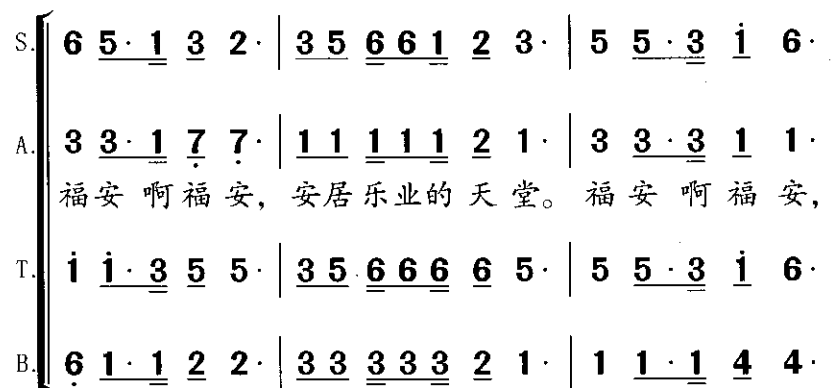 S. 6 5· 1 3 2· | 3 5 6 6 1 2 3· | 5 5· 3 i 6·
A. 3 3· 1 7̣ 7̣· | 1 1 1 1 1 2 1· | 3 3· 3 1 1·
福安 啊福安，安居乐业的天堂。福安 啊福安，
T. i i· 3 5 5· | 3 5 6 6 6 6 5· | 5 5· 3 i 6·
B. 6̣ 1· 1 2 2· | 3 3 3 3 3 2 1· | 1 1· 1 4 4·